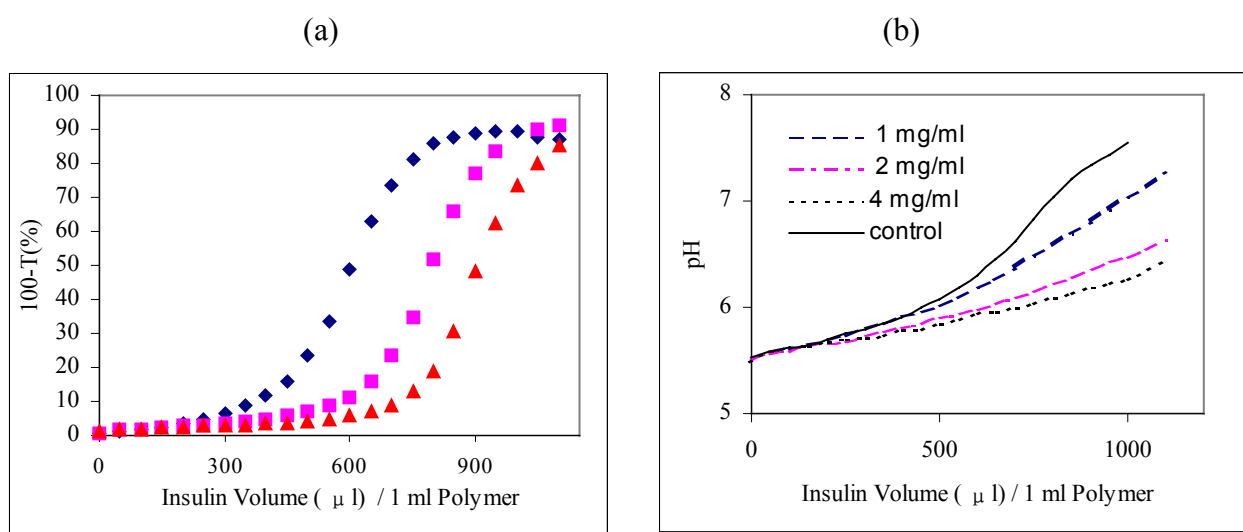 (a)
(b)
100-T(%)
100
90
80
70
60
50
40
30
20
10
0
0 300 600 900
Insulin Volume ( μ l) / 1 ml Polymer
pH
8
7
6
5
1 mg/ml
2 mg/ml
4 mg/ml
control
0 500 1000
Insulin Volume ( μ l) / 1 ml Polymer